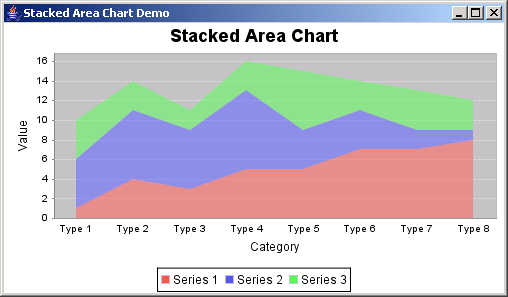 Stacked Area Chart Demo
Stacked Area Chart
16
14
12
10
8
6
4
2
0
Value
Type 1 Type 2 Type 3 Type 4 Type 5 Type 6 Type 7 Type 8
Category
Series 1 Series 2 Series 3